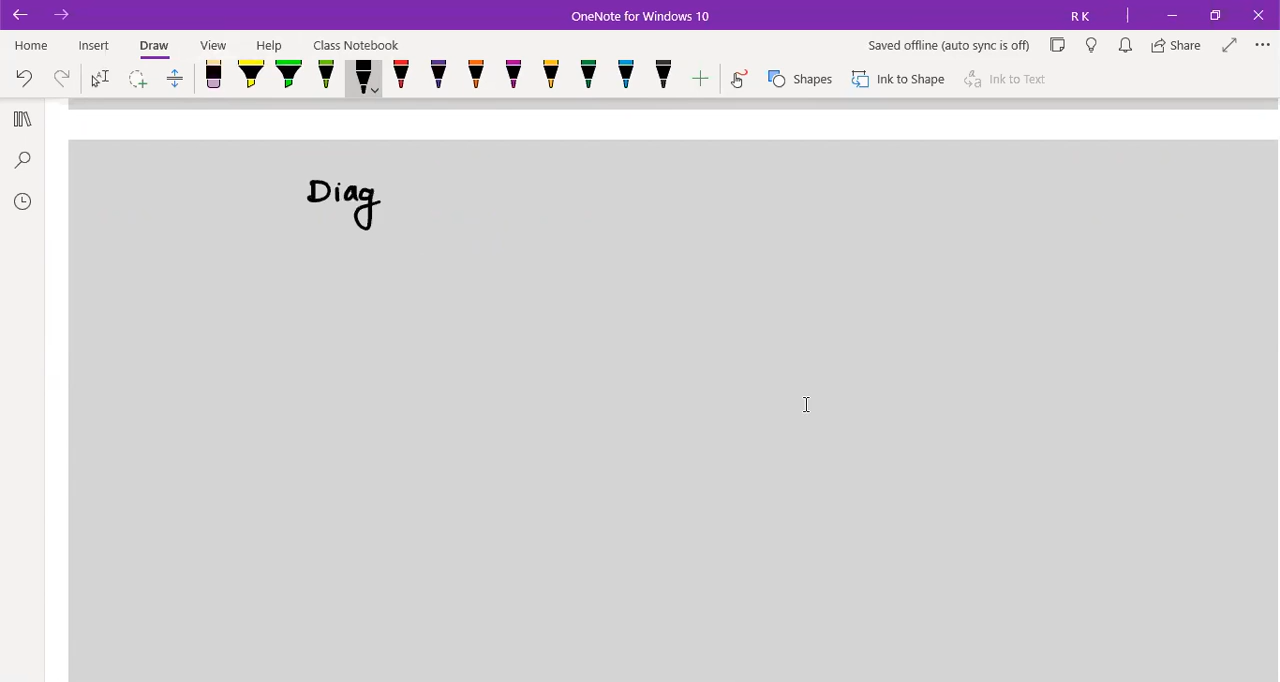 OneNote for Windows 10
R K
Home Insert Draw View Help Class Notebook
Saved offline (auto sync is off) Share
Shapes Ink to Shape Ink to Text
Diag